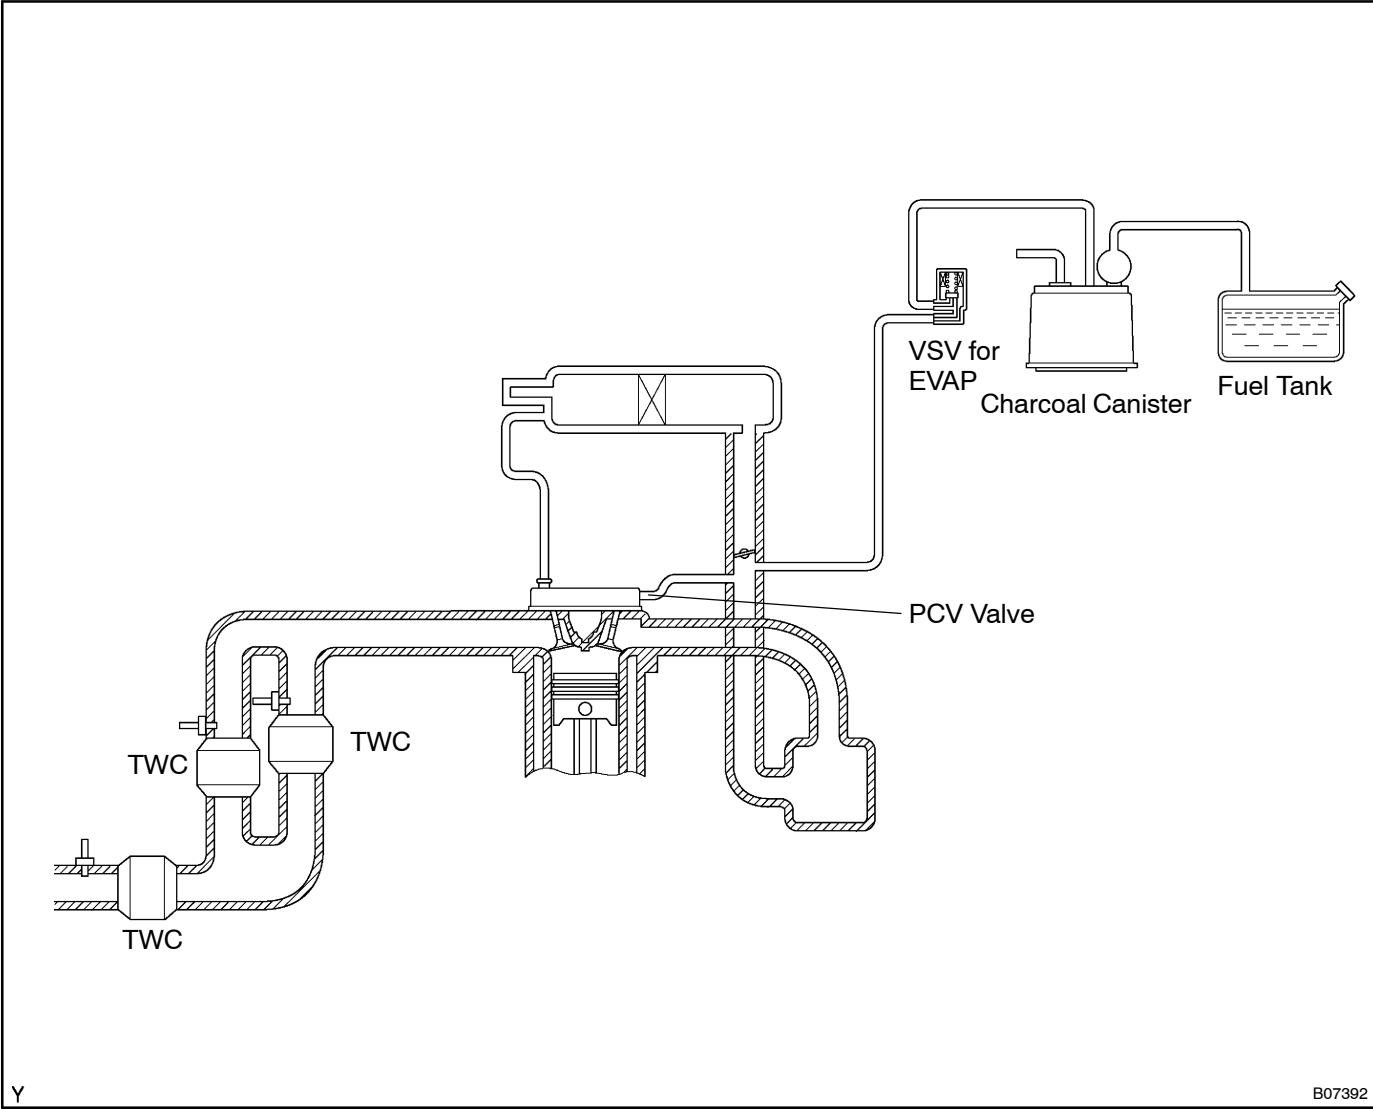 VSV for
EVAP
Charcoal Canister
Fuel Tank
PCV Valve
TWC
TWC
TWC
Y
B07392